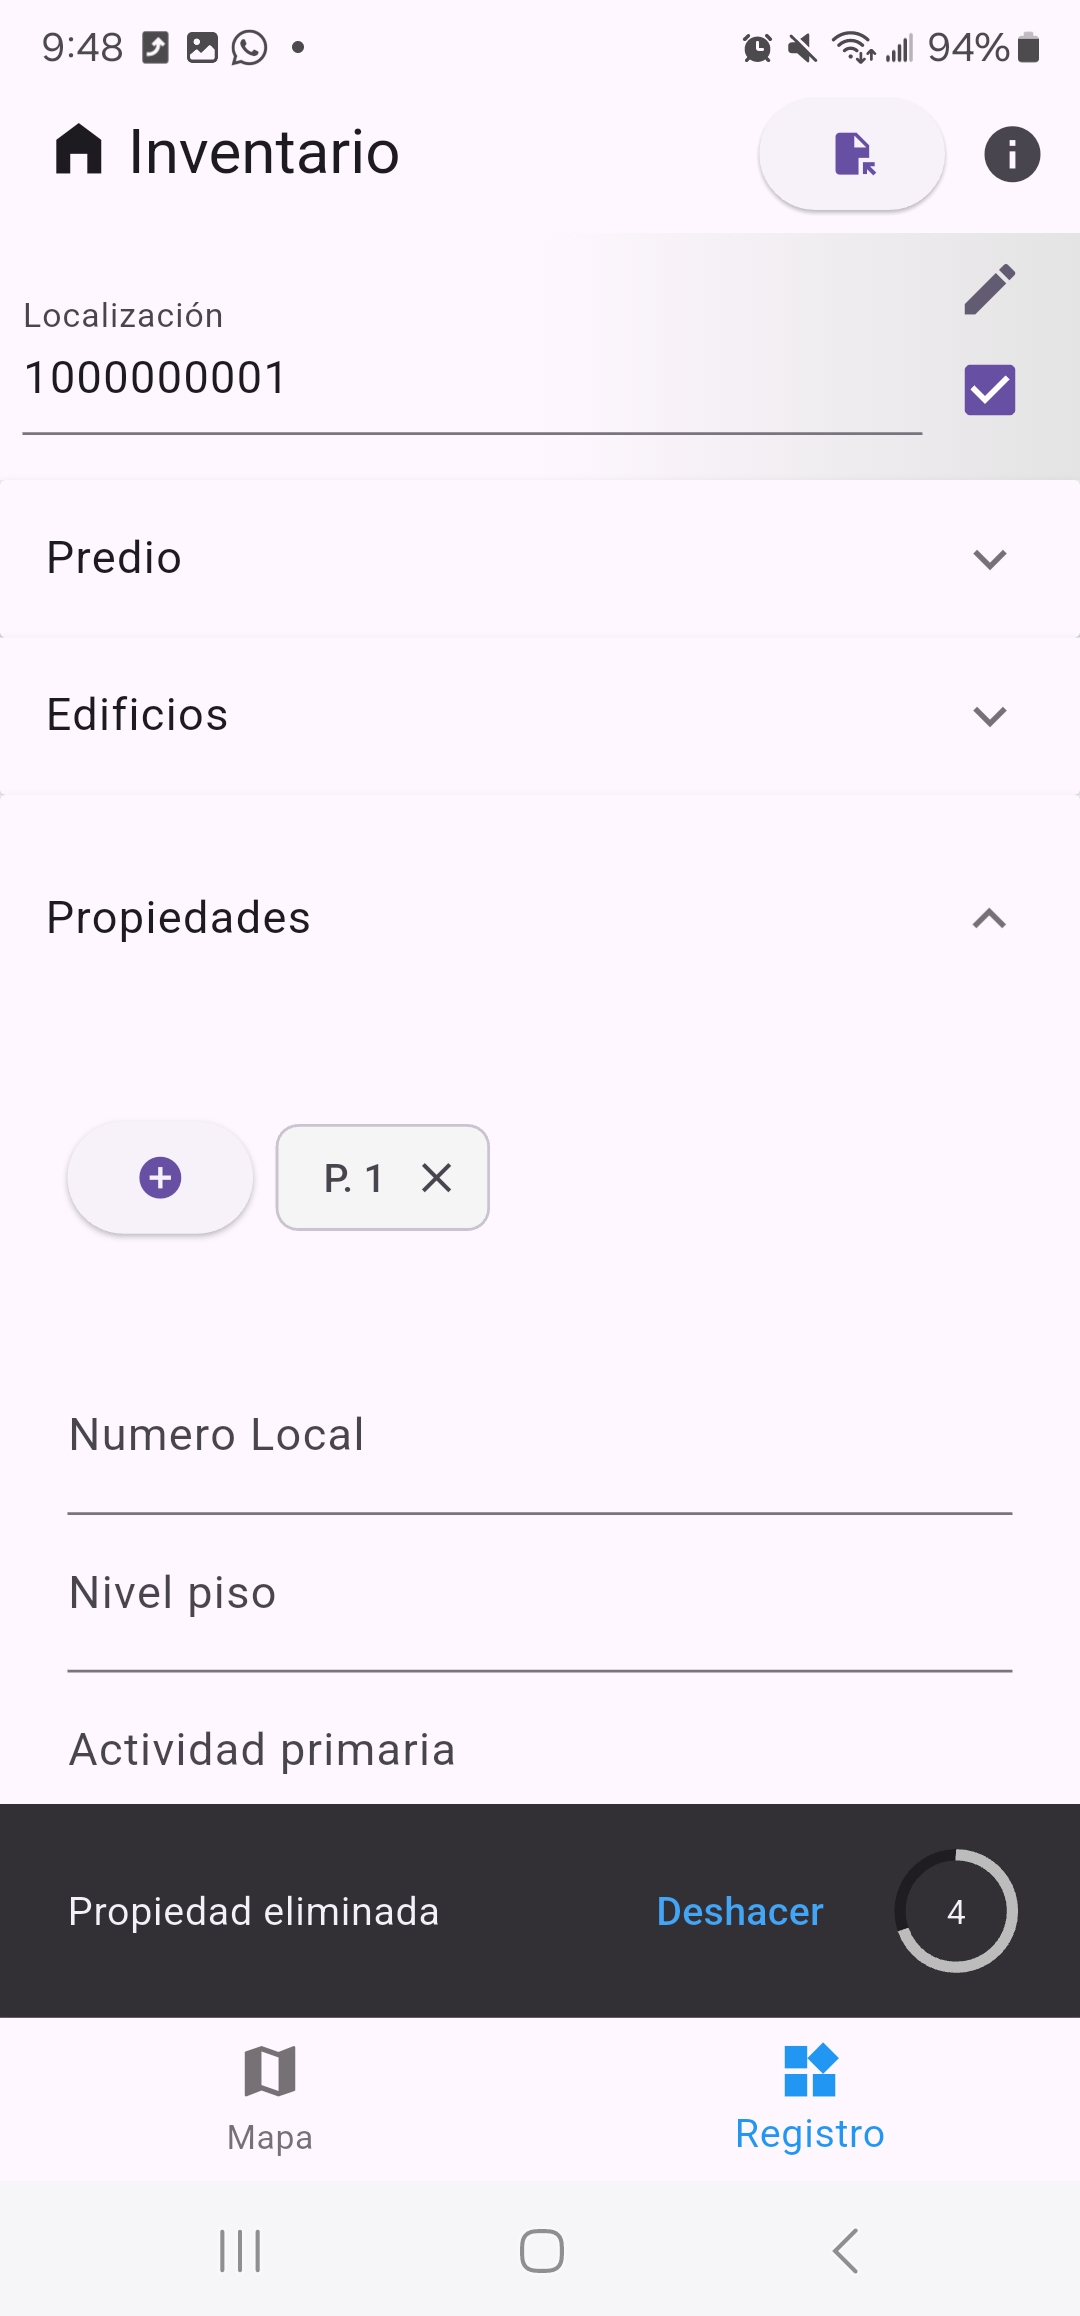 9:48
94%
Inventario
Localización
1000000001
Predio
Edificios
Propiedades
P. 1
Numero Local
Nivel piso
Actividad primaria
Propiedad eliminada Deshacer 4
Mapa Registro